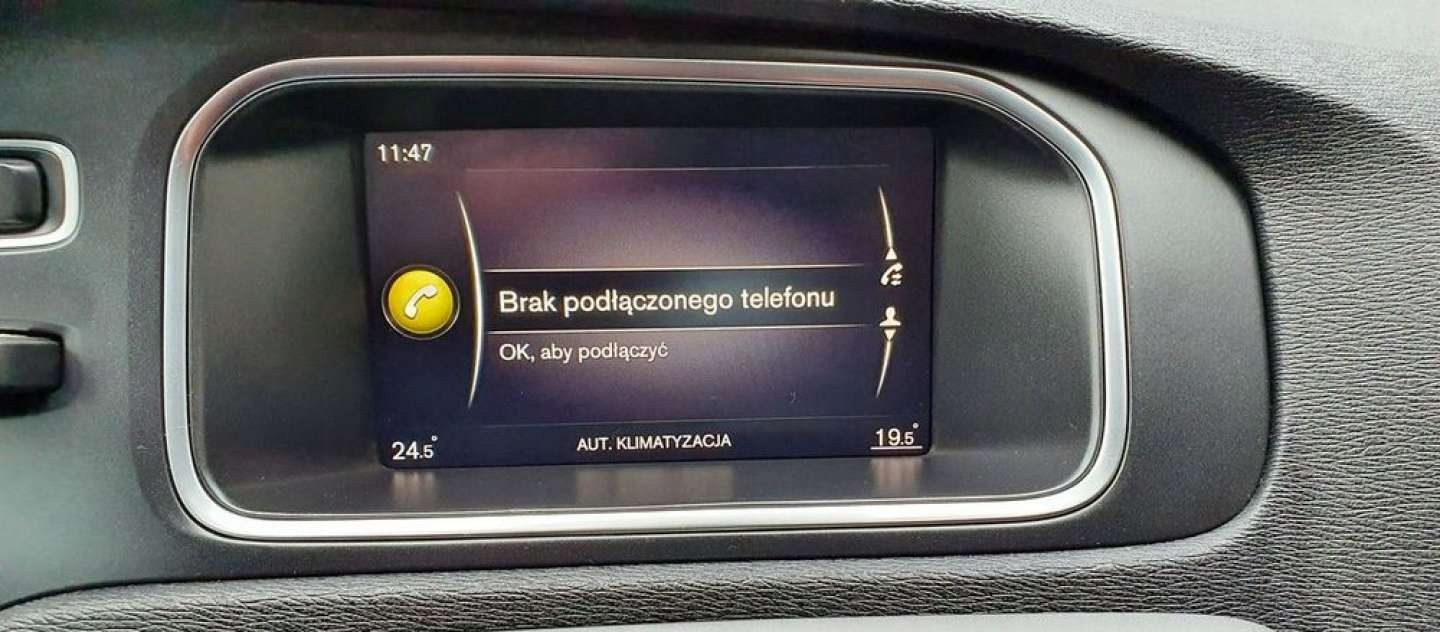 11:47
Brak podłączonego telefonu
OK, aby podłączyć
24.5°
AUT. KLIMATYZACJA
19.5°